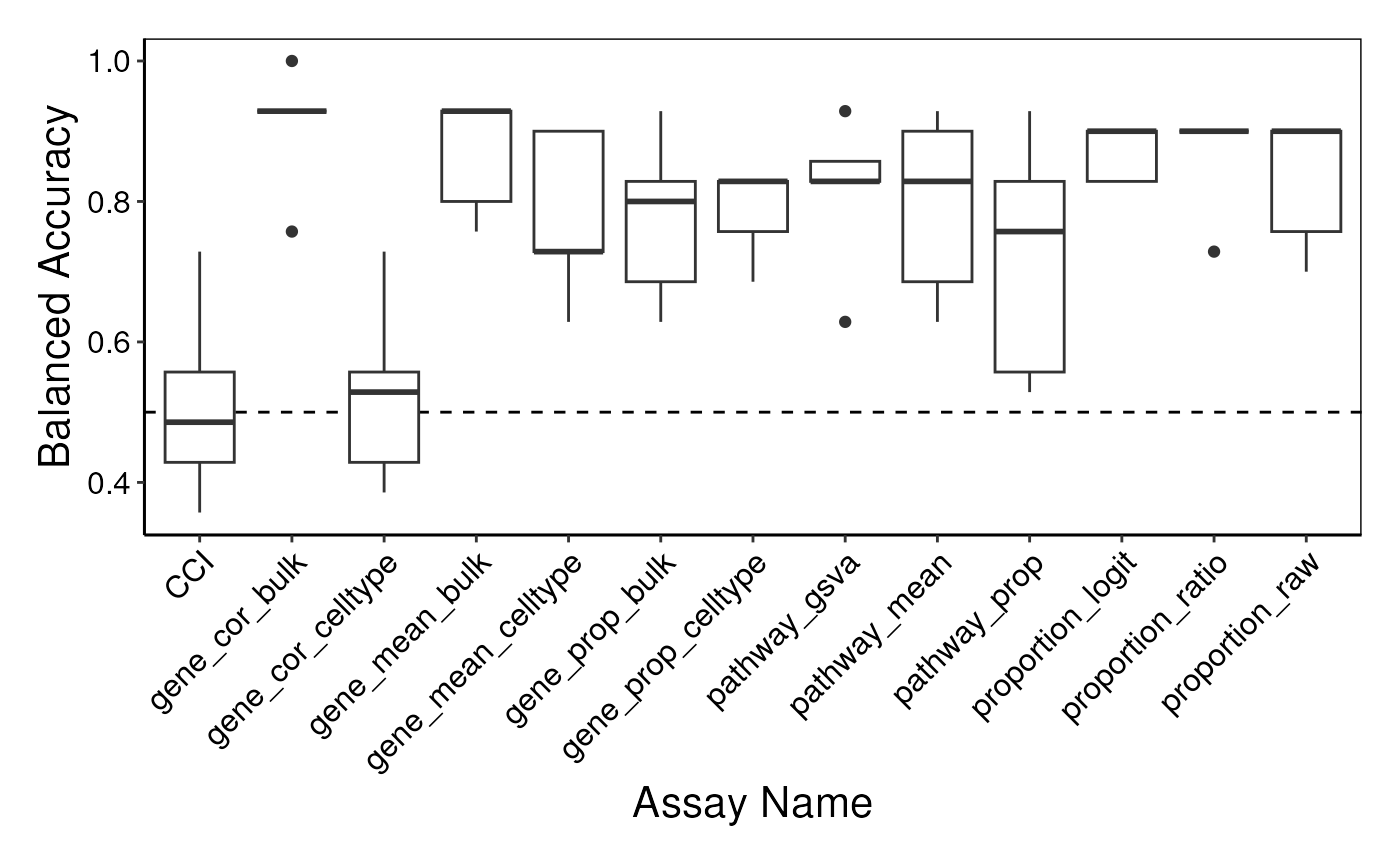 Balanced Accuracy
1.0
0.8
0.6
0.4
CCI
gene_cor_bulk
gene_cor_celltype
gene_mean_bulk
gene_mean_celltype
gene_prop_bulk
gene_prop_celltype
pathway_gsva
pathway_mean
pathway_prop
proportion_logit
proportion_ratio
proportion_raw
Assay Name